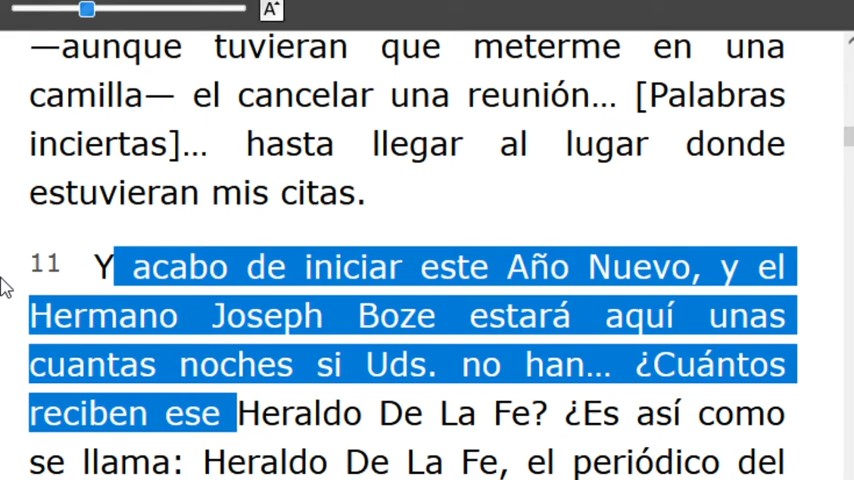 A
—aunque tuvieran que meterme en una
camilla— el cancelar una reunión... [Palabras
inciertas]... hasta llegar al lugar donde
estuvieran mis citas.
11 Y acabo de iniciar este Año Nuevo, y el
Hermano Joseph Boze estará aquí unas
cuantas noches si Uds. no han... ¿Cuántos
reciben ese Heraldo De La Fe? ¿Es así como
se llama: Heraldo De La Fe, el periódico del